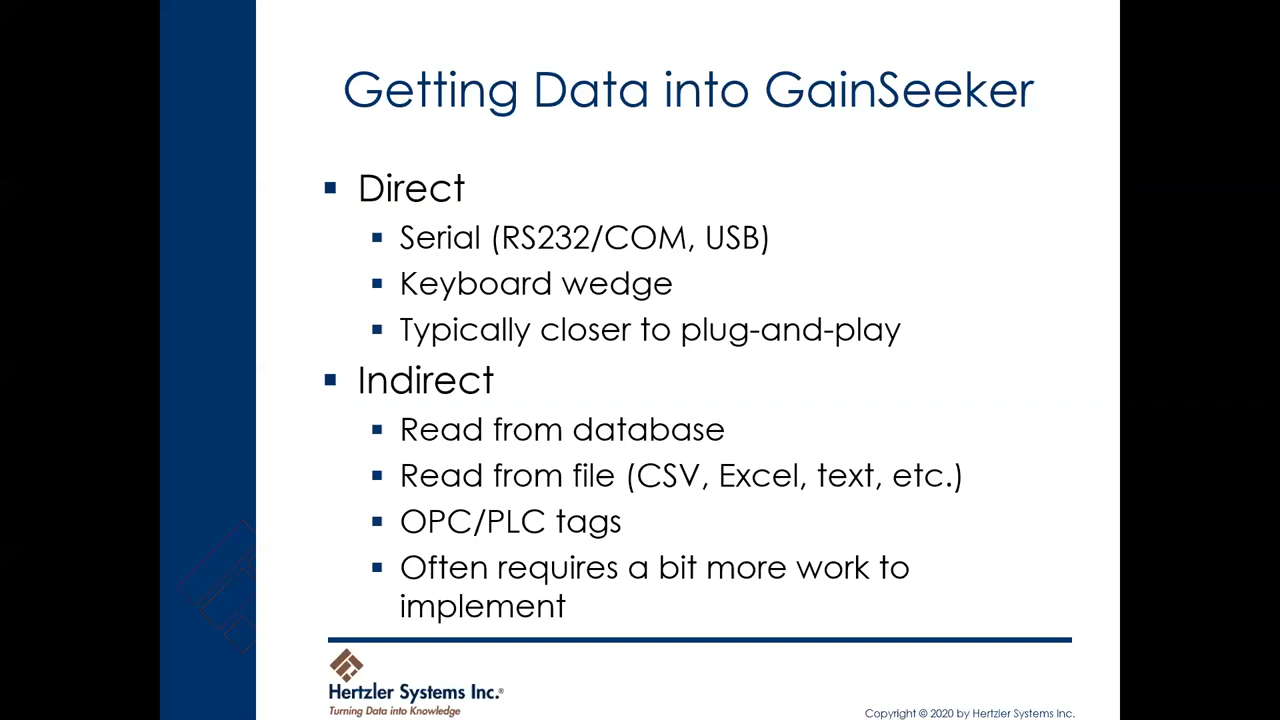 Getting Data into GainSeeker
Direct
Serial (RS232/COM, USB)
Keyboard wedge
Typically closer to plug-and-play
Indirect
Read from database
Read from file (CSV, Excel, text, etc.)
OPC/PLC tags
Often requires a bit more work to
implement
Hertzler Systems Inc.®
Turning Data into Knowledge
Copyright © 2020 by Hertzler Systems Inc.